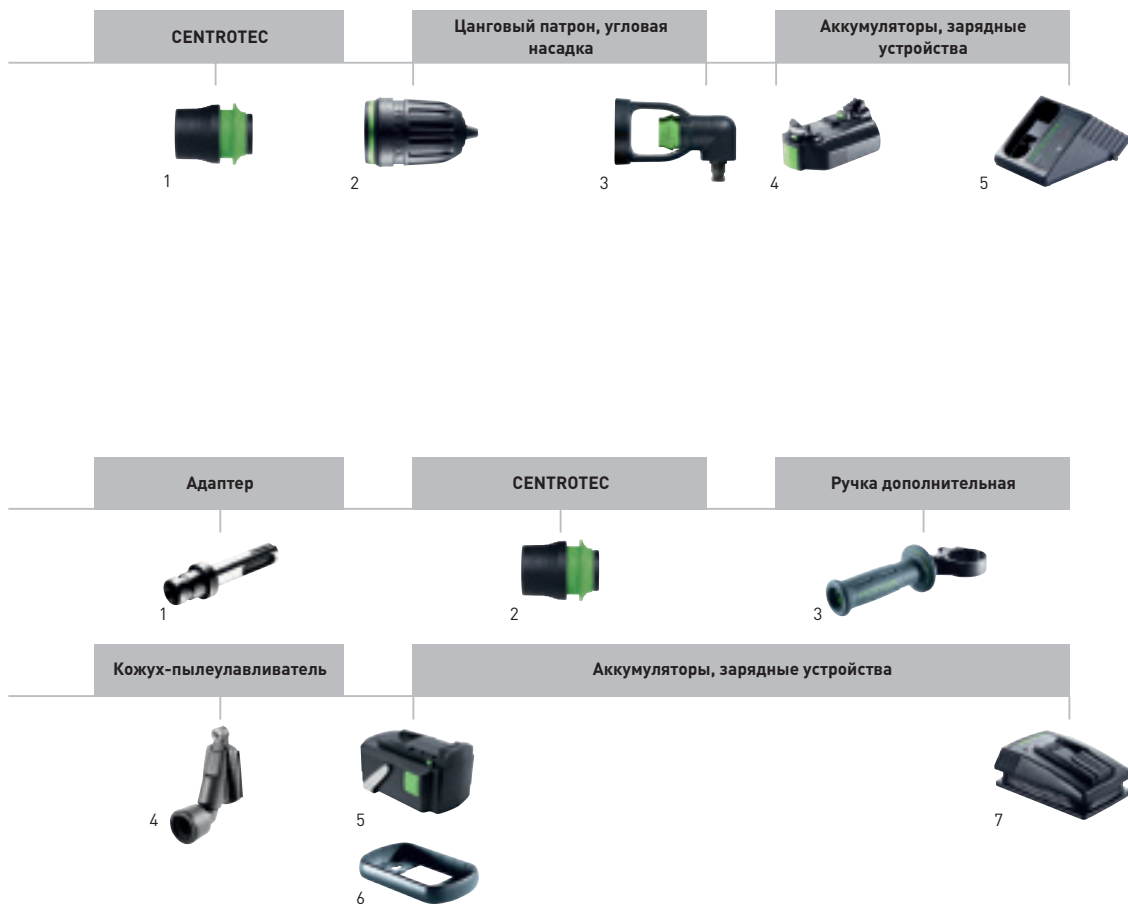 CENTROTEC
Цанговый патрон, угловая
насадка
Аккумуляторы, зарядные
устройства
1
2
3
4
5
Адаптер
CENTROTEC
Ручка дополнительная
1
2
3
Кожух-пылеулавливатель
Аккумуляторы, зарядные устройства
4
5
7
6